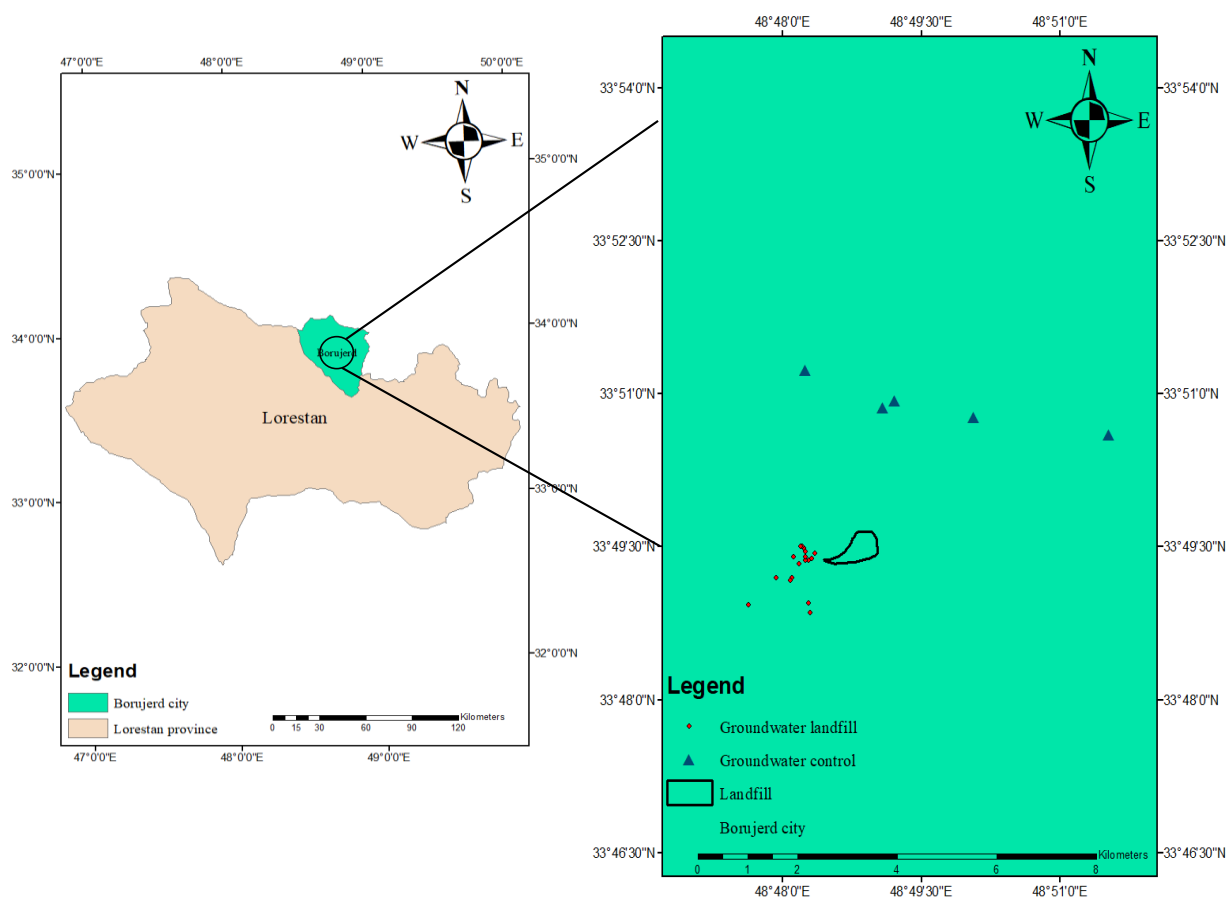 47°0'0"E 48°0'0"E 49°0'0"E 50°0'0"E
N
W E
S
35°0'0"N 35°0'0"N
34°0'0"N 34°0'0"N
Borujerd
Lorestan
33°0'0"N 33°0'0"N
32°0'0"N 32°0'0"N
Legend
Borujerd city
Lorestan province
Kilometers
0 15 30 60 90 120
47°0'0"E 48°0'0"E 49°0'0"E
48°48'0"E 48°49'30"E 48°51'0"E
N
W E
S
33°54'0"N 33°54'0"N
33°52'30"N 33°52'30"N
33°51'0"N 33°51'0"N
33°49'30"N 33°49'30"N
33°48'0"N 33°48'0"N
Legend
Groundwater landfill
Groundwater control
Landfill
Borujerd city
33°46'30"N 33°46'30"N
Kilometers
0 1 2 4 6 8
48°48'0"E 48°49'30"E 48°51'0"E